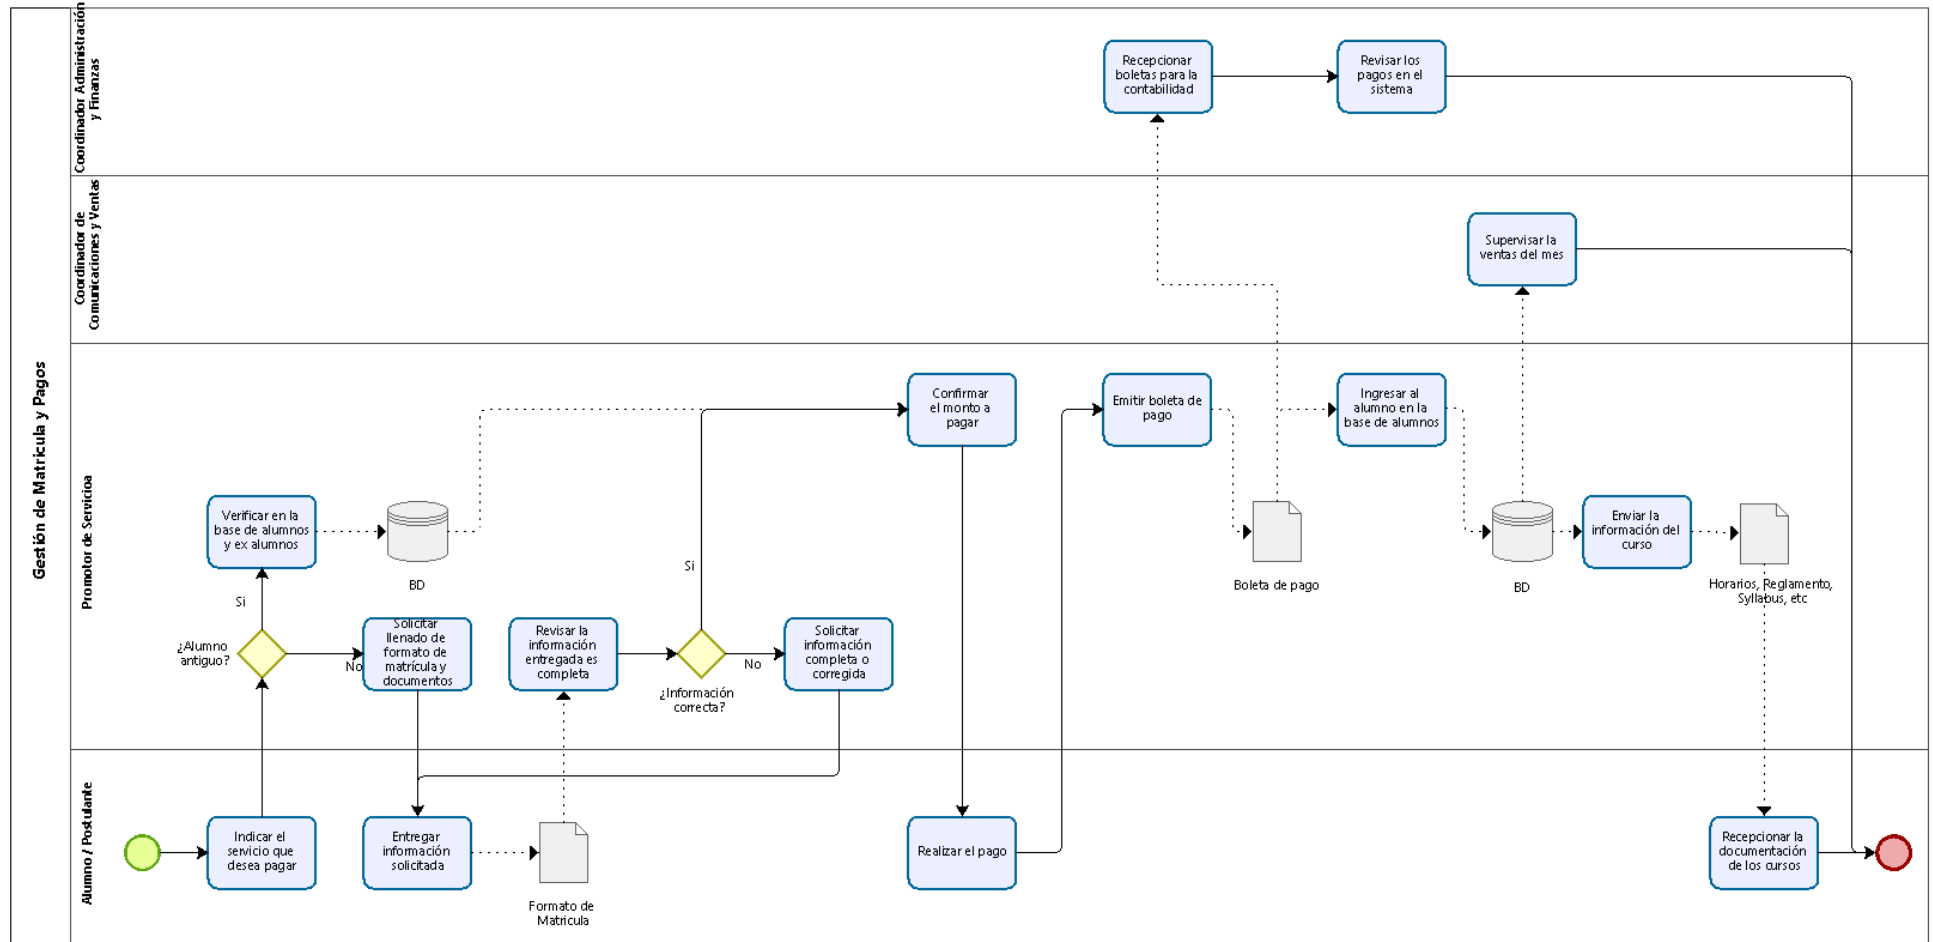 Gestión de Matricula y Pagos
Coordinador Administración
y Finanzas
Recepcionar
boletas para la
contabilidad
Revisar los
pagos en el
sistema
Coordinador de
Comunicaciones y Ventas
Supervisar la
ventas del mes
Promotor de Servicioa
Confirmar
el monto a
pagar
Emitir boleta de
pago
Ingresar al
alumno en la
base de alumnos
Verificar en la
base de alumnos
y ex alumnos
BD
Si
Boleta de pago
BD
Enviar la
información del
curso
Horarios, Reglamento,
Syllabus, etc
Si
¿Alumno
antiguo?
No
Solicitar
llenado de
formato de
matrícula y
documentos
Revisar la
información
entregada es
completa
¿Información
correcta?
No
Solicitar
información
completa o
corregida
Alumno / Postulante
Indicar el
servicio que
desea pagar
Entregar
información
solicitada
Formato de
Matricula
Realizar el pago
Recepcionar la
documentación
de los cursos